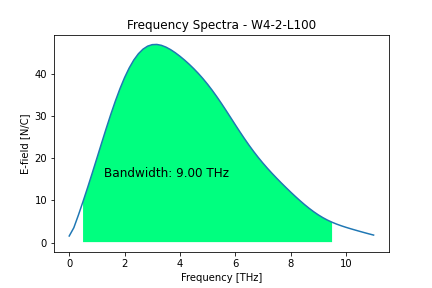 Frequency Spectra - W4-2-L100
E-field [N/C]
40
30
20
10
0
Bandwidth: 9.00 THz
0 2 4 6 8 10
Frequency [THz]